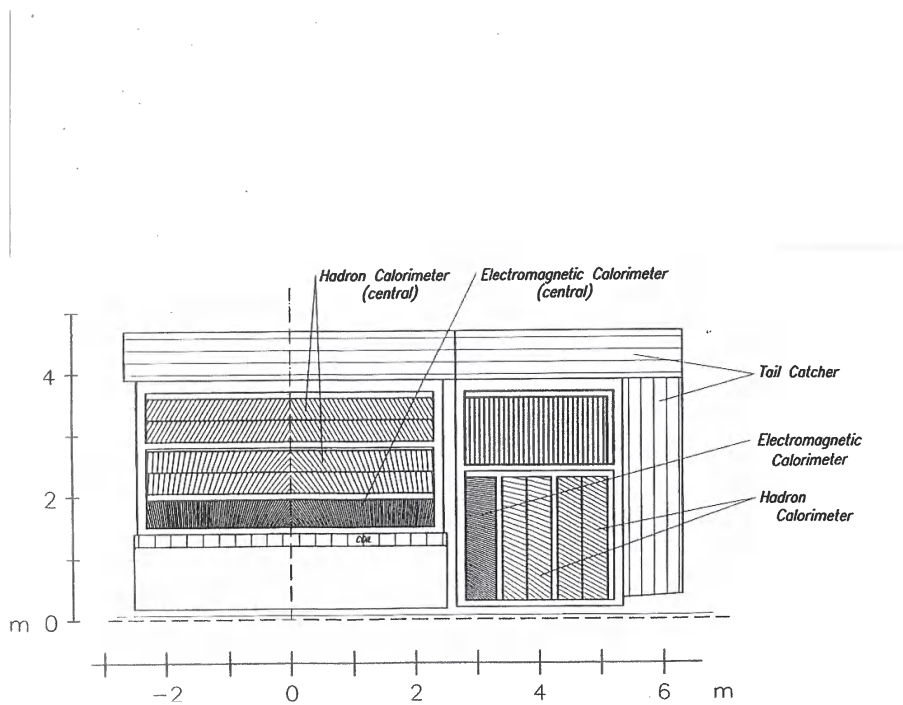 Hadron Calorimeter
(central)
Electromagnetic Calorimeter
(central)
Tail Catcher
Electromagnetic
Calorimeter
Hadron
Calorimeter
COIL
4
2
m 0
-2 0 2 4 6 m